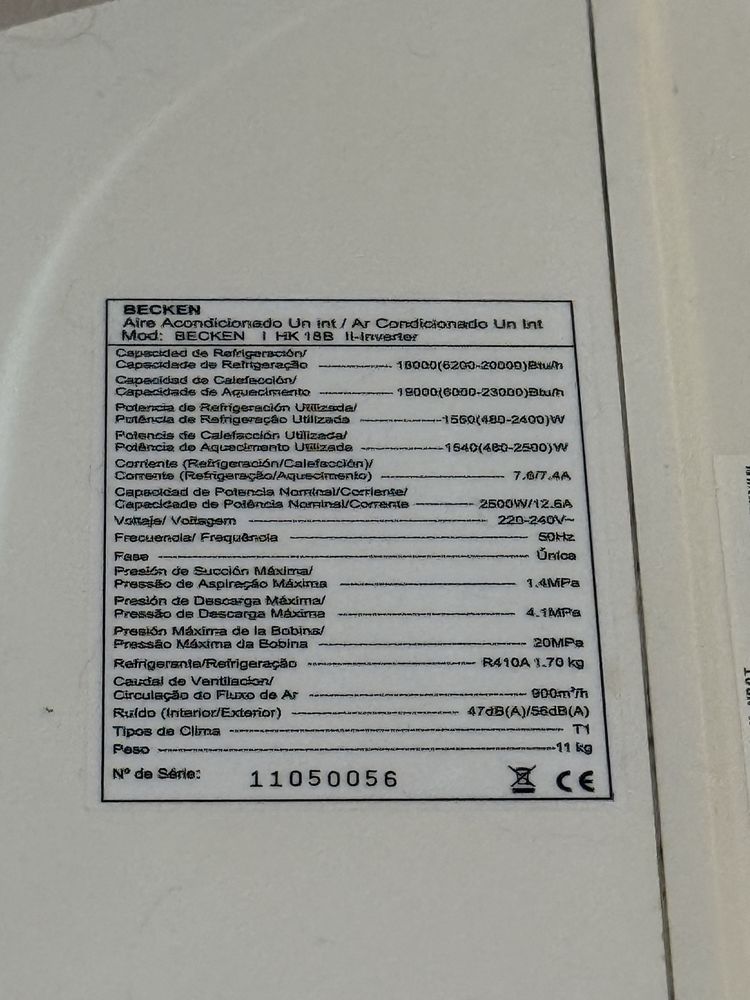 BECKEN
Aire Acondicionado Un int / Ar Condicionado Un Int
Mod: BECKEN I HK 18B II-Inverter
Capacidad de Refrigeración/
Capacidade de Refrigeração 18000(6200-20000)Btu/h
Capacidad de Calefacción/
Capacidade de Aquecimento 19000(6000-23000)Btu/h
Potencia de Refrigeración Utilizada/
Potência de Refrigeração Utilizada 1560(480-2400)W
Potencia de Calefacción Utilizada/
Potência de Aquecimento Utilizada 1640(480-2500)W
Corriente (Refrigeración/Calefacción)/
Corrente (Refrigeração/Aquecimento) 7.6/7.4A
Capacidad de Potencia Nominal/Corriente/
Capacidade de Potência Nominal/Corrente 2500W/12.6A
Voltaje/ Voltagem 220-240V~
Frecuencia/ Frequência 50Hz
Fase Única
Presión de Succión Máxima/
Pressão de Aspiração Máxima 1.4MPa
Presión de Descarga Máxima/
Pressão de Descarga Máxima 4.1MPa
Presión Máxima de la Bobina/
Pressão Máxima da Bobina 20MPa
Refrigerante/Refrigeração R410A 1.70 kg
Caudal de Ventilacion/
Circulação do Fluxo de Ar 900m³/h
Ruído (Interior/Exterior) 47dB(A)/56dB(A)
Tipos de Clima T1
Peso 11 kg
Nº de Série: 11050056 CE